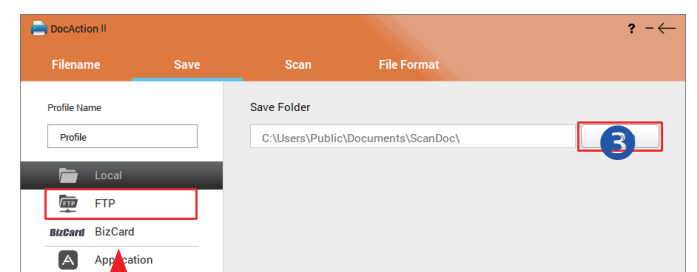 DocAction II
? - ←
Filename Save Scan File Format
Profile Name
Save Folder
Profile
C:\Users\Public\Documents\ScanDoc\
3
Local
FTP
FTP
BizCard BizCard
A